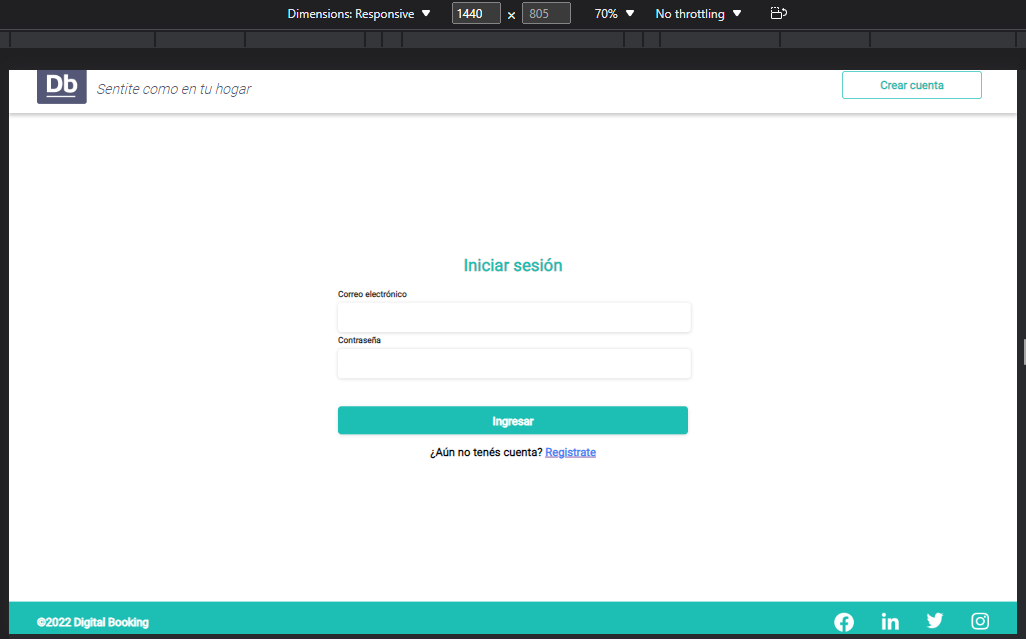 Dimensions: Responsive 1440 × 805 70% No throttling
Db Sentite como en tu hogar Crear cuenta
Iniciar sesión
Correo electrónico
Contraseña
Ingresar
¿Aún no tenés cuenta? Registrate
©2022 Digital Booking